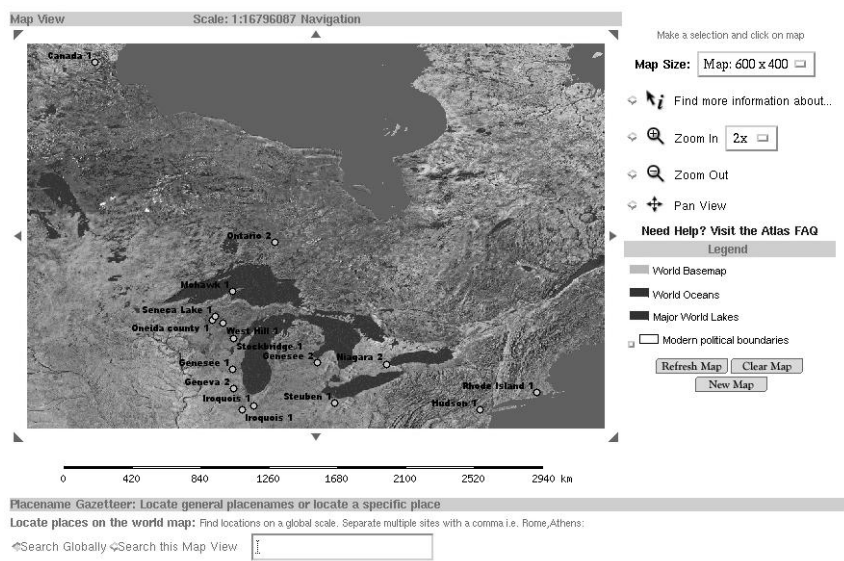 Map View Scale: 1:16796087 Navigation
Make a selection and click on map
Map Size: Map: 600 x 400
Find more information about...
Zoom In 2x
Zoom Out
Pan View
Need Help? Visit the Atlas FAQ
Legend
World Basemap
World Oceans
Major World Lakes
Modern political boundaries
Refresh Map Clear Map
New Map
Canada 1
Ontario 2
Mohawk 1
Seneca Lake 1
Oneida county 1 West Hill 1
Stockbridge 1
Genesee 1 Genesee 2 Niagara 2
Geneva 2
Iroquois 1 Steuben 1 Rhode Island 1
Hudson 1
Iroquois 1
0 420 840 1260 1680 2100 2520 2940 km
Placename Gazetteer: Locate general placenames or locate a specific place
Locate places on the world map: Find locations on a global scale. Separate multiple sites with a comma i.e. Rome,Athens:
Search Globally Search this Map View